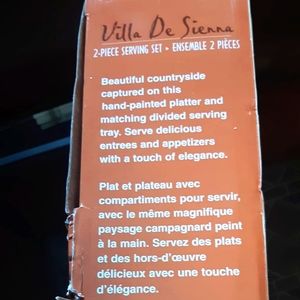 Villa De Sienna
2-PIECE SERVING SET • ENSEMBLE 2 PIÈCES
Beautiful countryside
captured on this
hand-painted platter and
matching divided serving
tray. Serve delicious
entrees and appetizers
with a touch of elegance.
Plat et plateau avec
compartiments pour servir,
avec le même magnifique
paysage campagnard peint
à la main. Servez des plats
et des hors-d'œuvre
délicieux avec une touche
d'élégance.